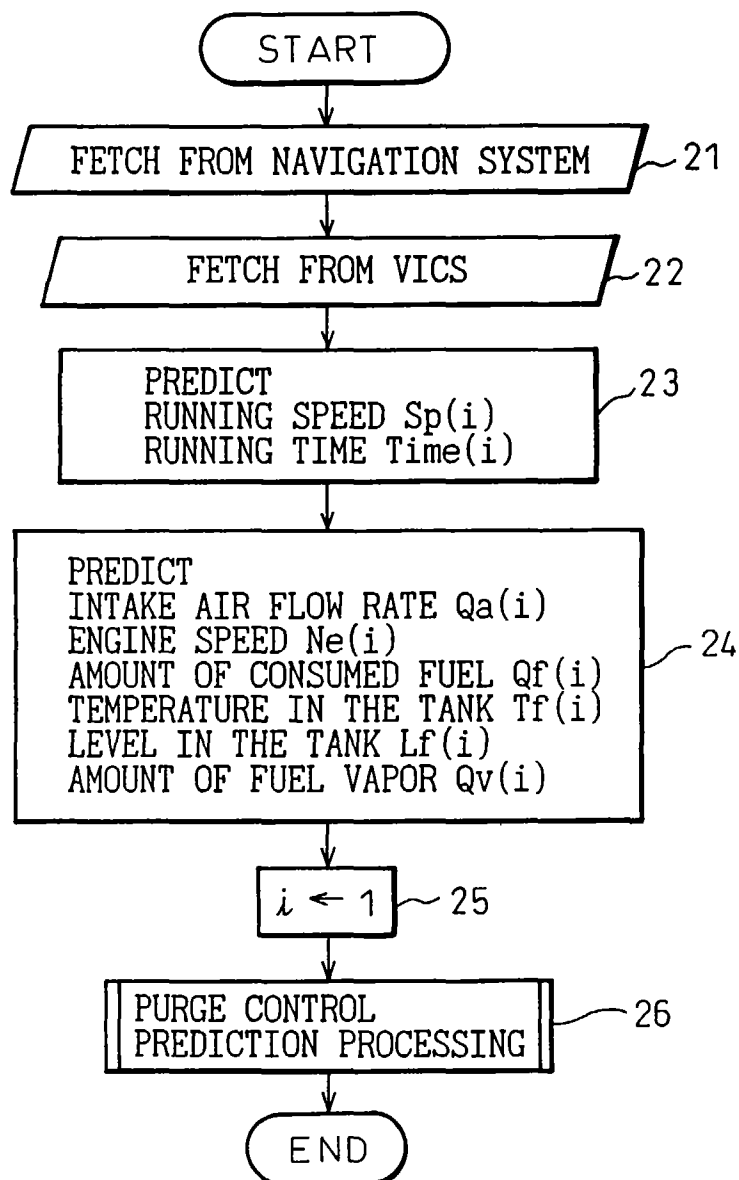 START
FETCH FROM NAVIGATION SYSTEM
21
FETCH FROM VICS
22
PREDICT
RUNNING SPEED Sp(i)
RUNNING TIME Time(i)
23
PREDICT
INTAKE AIR FLOW RATE Qa(i)
ENGINE SPEED Ne(i)
AMOUNT OF CONSUMED FUEL Qf(i)
TEMPERATURE IN THE TANK Tf(i)
LEVEL IN THE TANK Lf(i)
AMOUNT OF FUEL VAPOR Qv(i)
24
i ← 1
25
PURGE CONTROL
PREDICTION PROCESSING
26
END